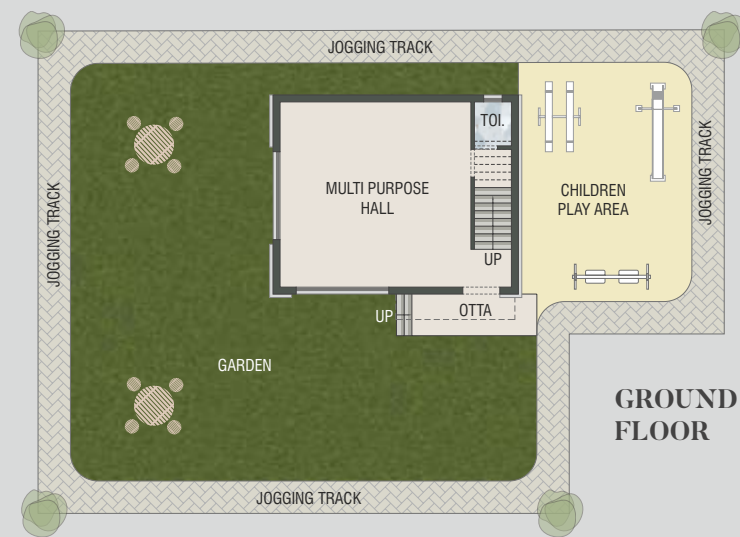 JOGGING TRACK
TOI.
JOGGING TRACK
JOGGING TRACK
MULTI PURPOSE
HALL
CHILDREN
PLAY AREA
UP
OTTA
UP
GARDEN
GROUND
FLOOR
JOGGING TRACK